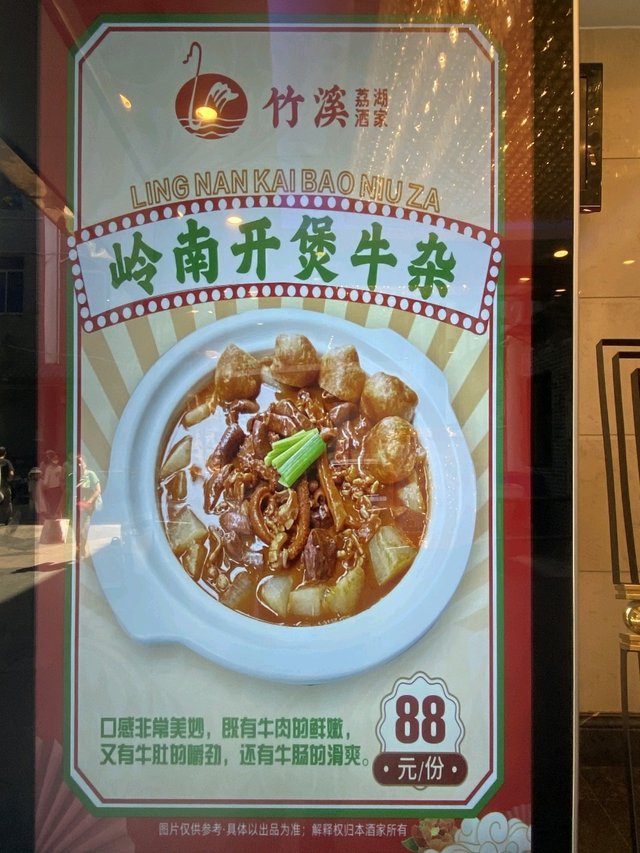 竹溪 荔湖酒家
LING NAN KAI BAO NIU ZA
岭南开煲牛杂
口感非常美妙，既有牛肉的鲜嫩，
又有牛肚的嚼劲，还有牛肠的滑爽。
88
元/份
图片仅供参考·具体以出品为准；解释权归本酒家所有